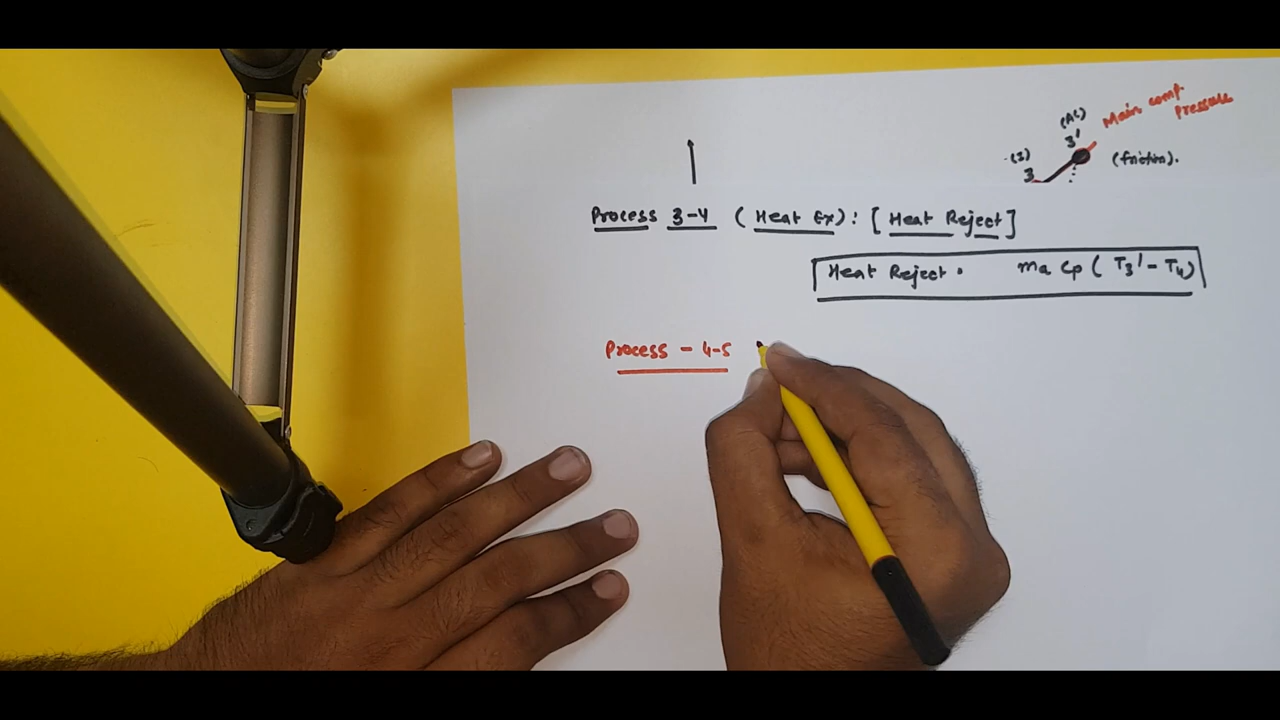 (Ac) Main comp. Pressure
3'
(I) (friction).
3
Process 3-4 (Heat Ex): [Heat Reject]
Heat Reject. ma Cp (T3' - T4)
Process - 4-5